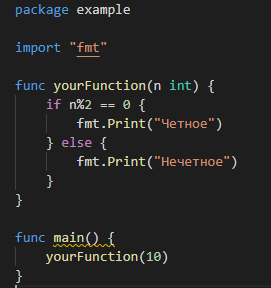 package example

import "fmt"

func yourFunction(n int) {
    if n%2 == 0 {
        fmt.Print("Четное")
    } else {
        fmt.Print("Нечетное")
    }
}

func main() {
    yourFunction(10)
}